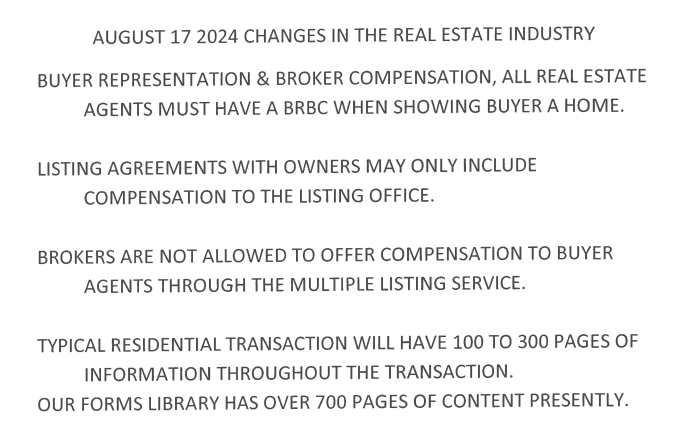 AUGUST 17 2024 CHANGES IN THE REAL ESTATE INDUSTRY
BUYER REPRESENTATION & BROKER COMPENSATION, ALL REAL ESTATE
AGENTS MUST HAVE A BRBC WHEN SHOWING BUYER A HOME.
LISTING AGREEMENTS WITH OWNERS MAY ONLY INCLUDE
COMPENSATION TO THE LISTING OFFICE.
BROKERS ARE NOT ALLOWED TO OFFER COMPENSATION TO BUYER
AGENTS THROUGH THE MULTIPLE LISTING SERVICE.
TYPICAL RESIDENTIAL TRANSACTION WILL HAVE 100 TO 300 PAGES OF
INFORMATION THROUGHOUT THE TRANSACTION.
OUR FORMS LIBRARY HAS OVER 700 PAGES OF CONTENT PRESENTLY.